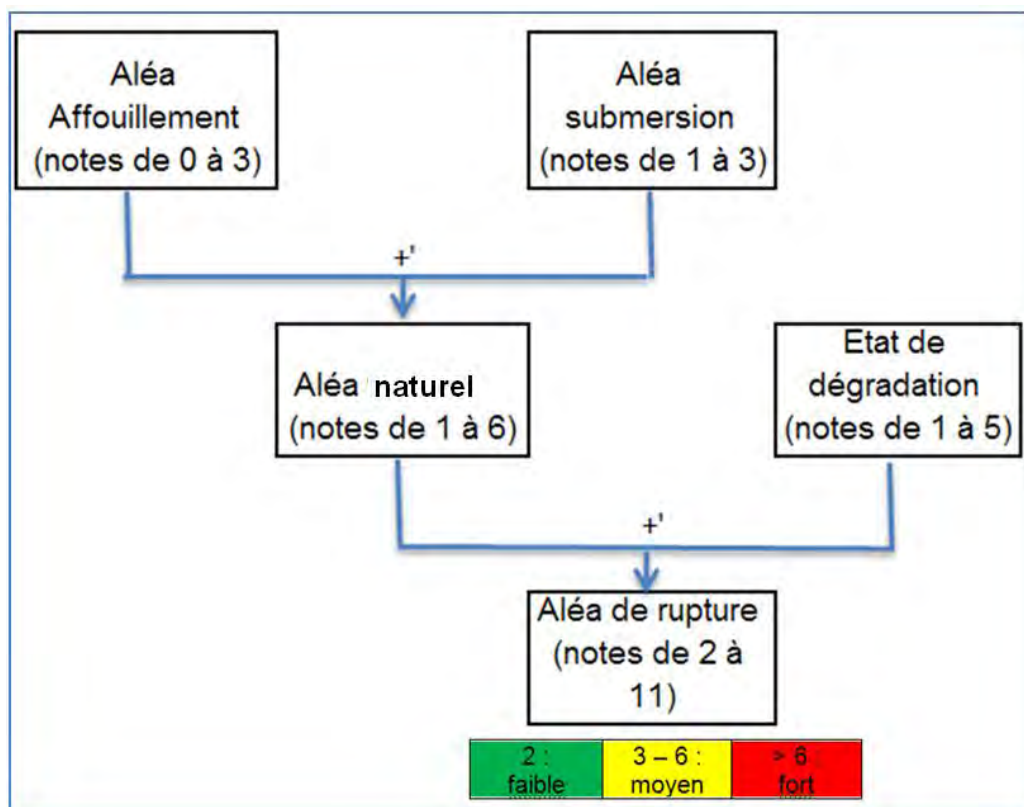 Aléa
Affouillement
(notes de 0 à 3)
Aléa
submersion
(notes de 1 à 3)
+'
Aléa naturel
(notes de 1 à 6)
Etat de
dégradation
(notes de 1 à 5)
+'
Aléa de rupture
(notes de 2 à
11)
2 :
faible
3 – 6 :
moyen
> 6 :
fort